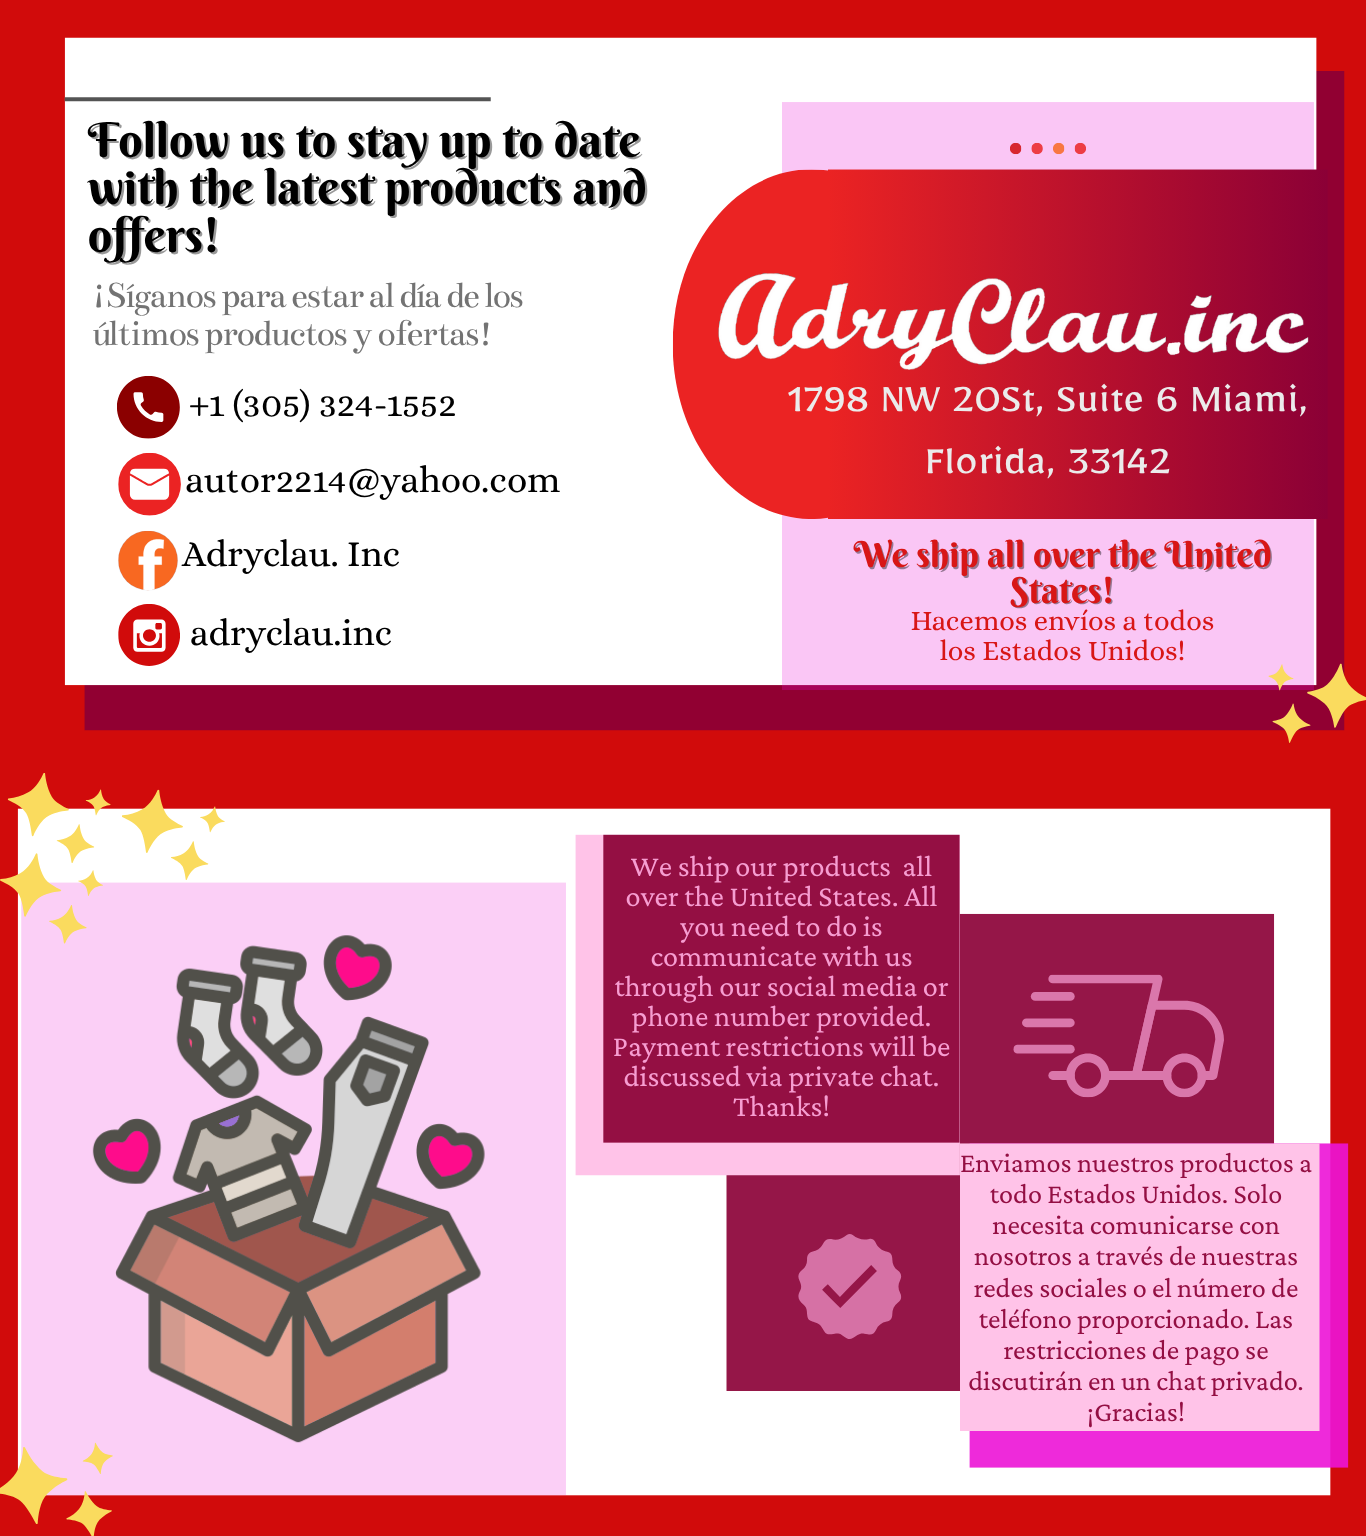 Follow us to stay up to date
with the latest products and
offers!
¡Síganos para estar al día de los
últimos productos y ofertas!
+1 (305) 324-1552
autor2214@yahoo.com
Adryclau. Inc
adryclau.inc
AdryClau.inc
1798 NW 20St, Suite 6 Miami,
Florida, 33142
We ship all over the United
States!
Hacemos envíos a todos
los Estados Unidos!
We ship our products all
over the United States. All
you need to do is
communicate with us
through our social media or
phone number provided.
Payment restrictions will be
discussed via private chat.
Thanks!
Enviamos nuestros productos a
todo Estados Unidos. Solo
necesita comunicarse con
nosotros a través de nuestras
redes sociales o el número de
teléfono proporcionado. Las
restricciones de pago se
discutirán en un chat privado.
¡Gracias!